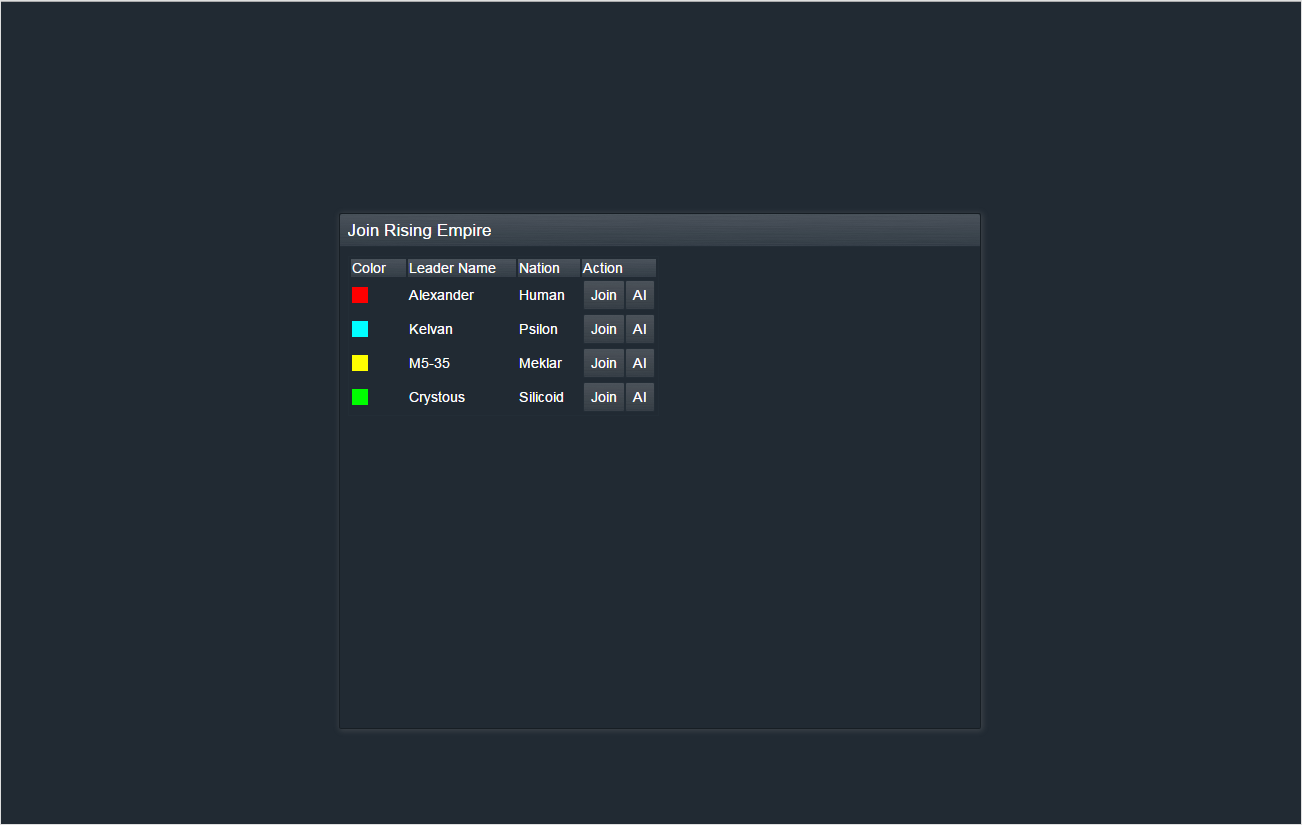 Join Rising Empire
Color Leader Name Nation Action
Alexander Human Join AI
Kelvan Psilon Join AI
M5-35 Meklar Join AI
Crystous Silicoid Join AI